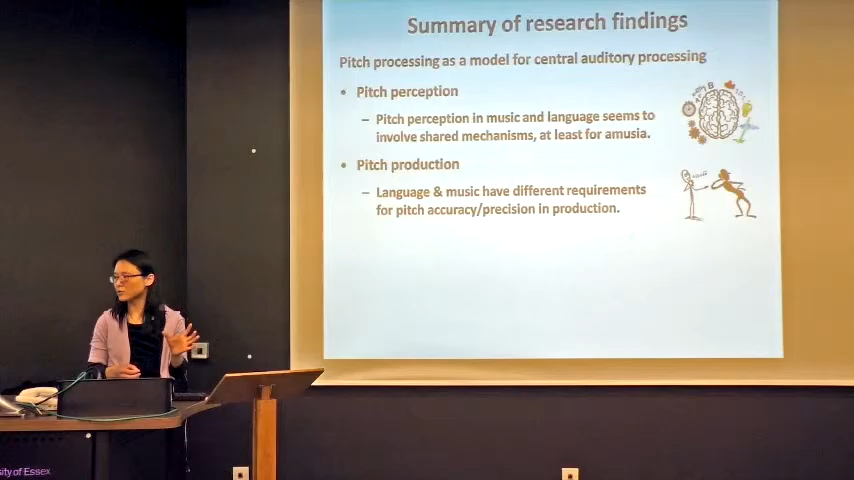 Summary of research findings
Pitch processing as a model for central auditory processing
• Pitch perception
– Pitch perception in music and language seems to
involve shared mechanisms, at least for amusia.
• Pitch production
– Language & music have different requirements
for pitch accuracy/precision in production.
sity of Essex